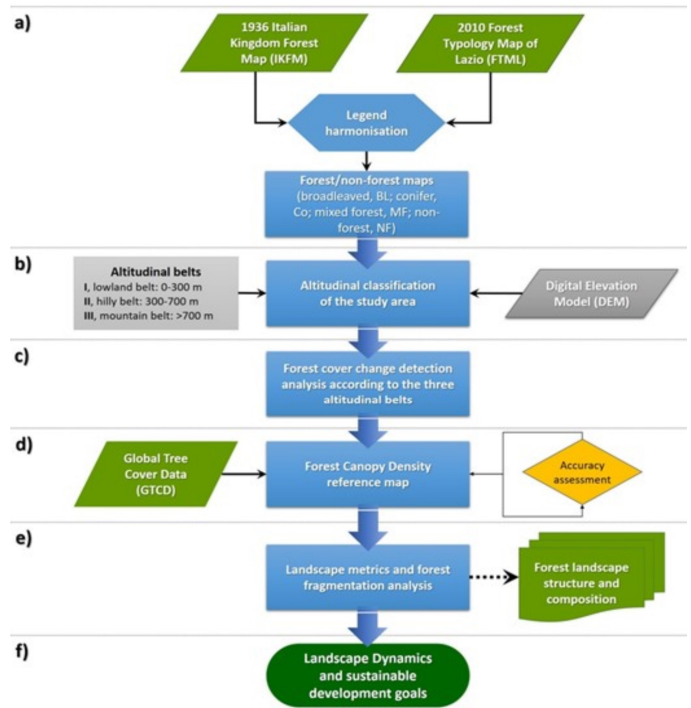 a)
1936 Italian
Kingdom Forest
Map (IKFM)
2010 Forest
Typology Map of
Lazio (FTML)
Legend
harmonisation
Forest/non-forest maps
(broadleaved, BL; conifer,
Co; mixed forest, MF; non-
forest, NF)
b)
Altitudinal belts
I, lowland belt: 0-300 m
II, hilly belt: 300-700 m
III, mountain belt: >700 m
Altitudinal classification
of the study area
Digital Elevation
Model (DEM)
c)
Forest cover change detection
analysis according to the three
altitudinal belts
d)
Global Tree
Cover Data
(GTCD)
Forest Canopy Density
reference map
Accuracy
assessment
e)
Landscape metrics and forest
fragmentation analysis
Forest landscape
structure and
composition
f)
Landscape Dynamics
and sustainable
development goals